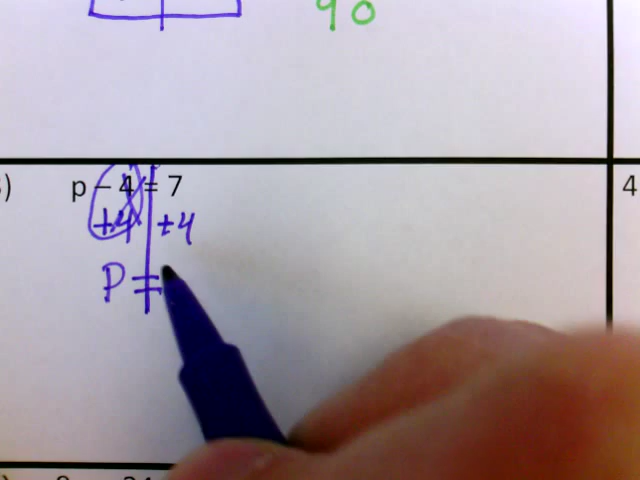 90
) p – 4 = 7 4
+4 +4
P =